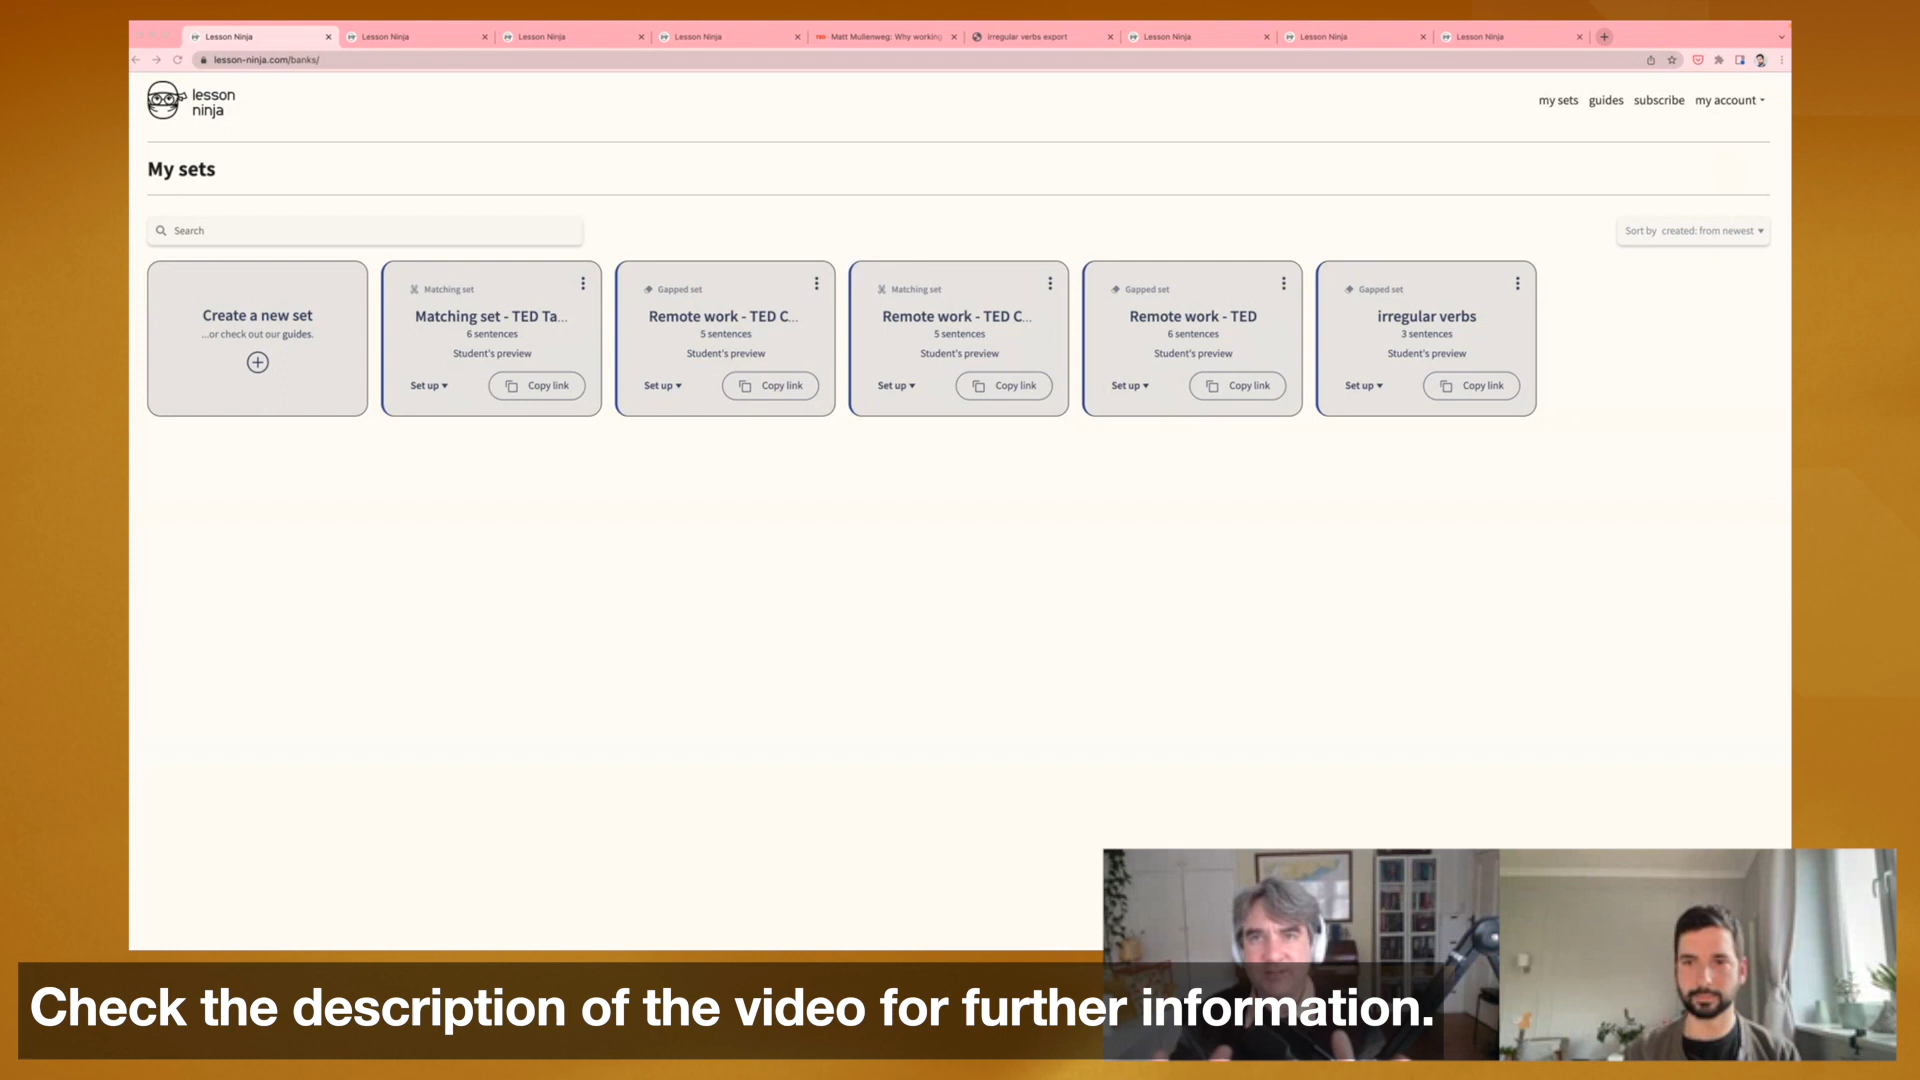 Lesson Ninja
Lesson Ninja
Lesson Ninja
Lesson Ninja
TED
Matt Mullenweg: Why working
irregular verbs export
Lesson Ninja
Lesson Ninja
Lesson Ninja
lesson-ninja.com/banks/
lesson
ninja
my sets
guides
subscribe
my account
My sets
Search
Sort by created: from newest
Create a new set
...or check out our guides.
Matching set
Matching set - TED Ta...
6 sentences
Student's preview
Set up
Copy link
Gapped set
Remote work - TED C...
5 sentences
Student's preview
Set up
Copy link
Matching set
Remote work - TED C...
5 sentences
Student's preview
Set up
Copy link
Gapped set
Remote work - TED
6 sentences
Student's preview
Set up
Copy link
Gapped set
irregular verbs
3 sentences
Student's preview
Set up
Copy link
Check the description of the video for further information.